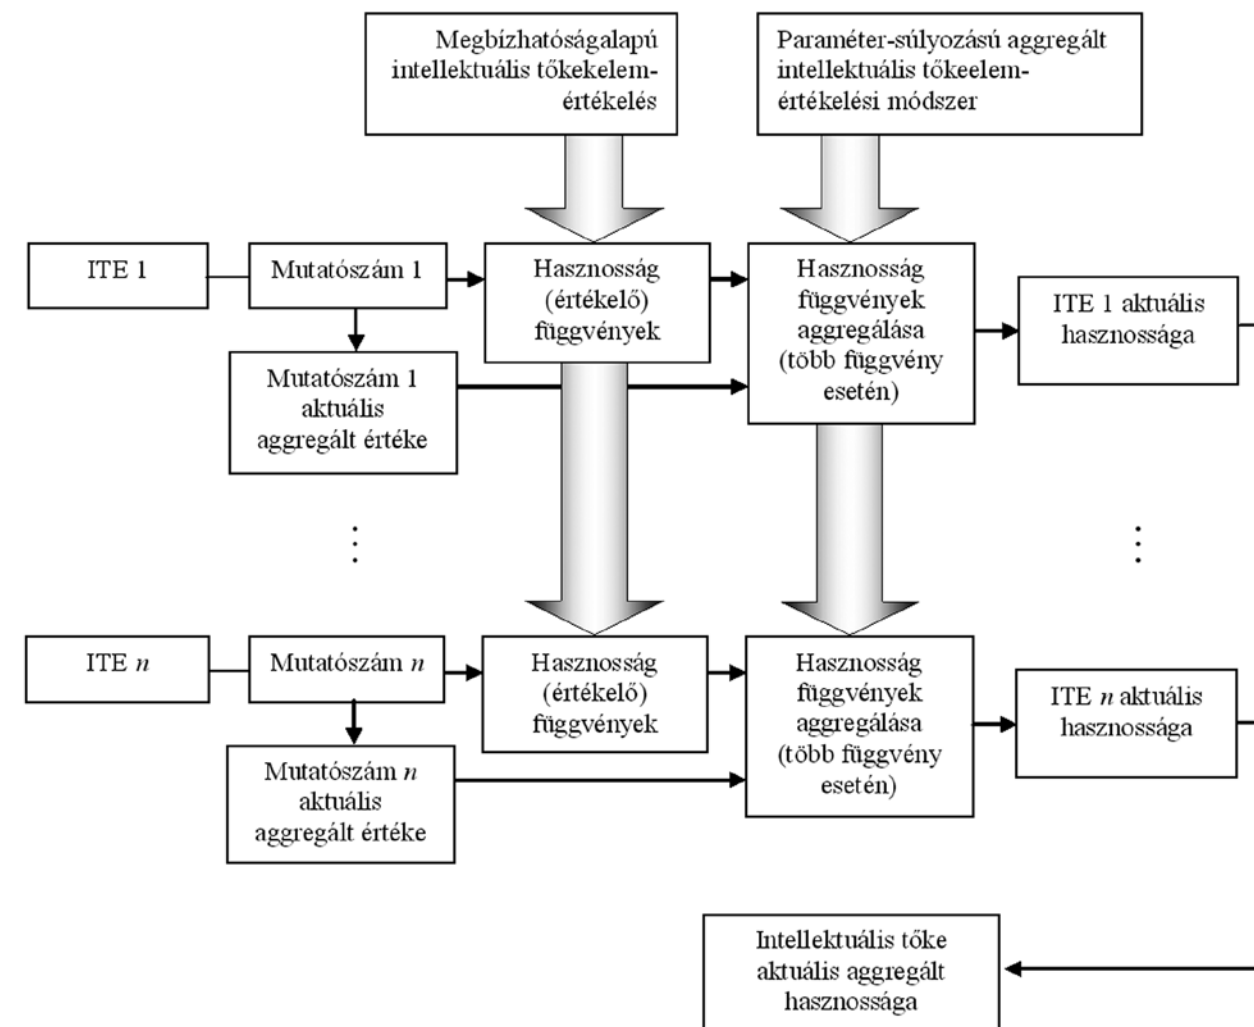 Megbízhatóságalapú
intellektuális tőkekelem-
értékelés
Paraméter-súlyozású aggregált
intellektuális tőkeelem-
értékelési módszer
ITE 1
Mutatószám 1
Hasznosság
(értékelő)
függvények
Hasznosság
függvények
aggregálása
(több függvény
esetén)
ITE 1 aktuális
hasznossága
Mutatószám 1
aktuális
aggregált értéke
⋮
⋮
ITE n
Mutatószám n
Hasznosság
(értékelő)
függvények
Hasznosság
függvények
aggregálása
(több függvény
esetén)
ITE n aktuális
hasznossága
Mutatószám n
aktuális
aggregált értéke
Intellektuális tőke
aktuális aggregált
hasznossága